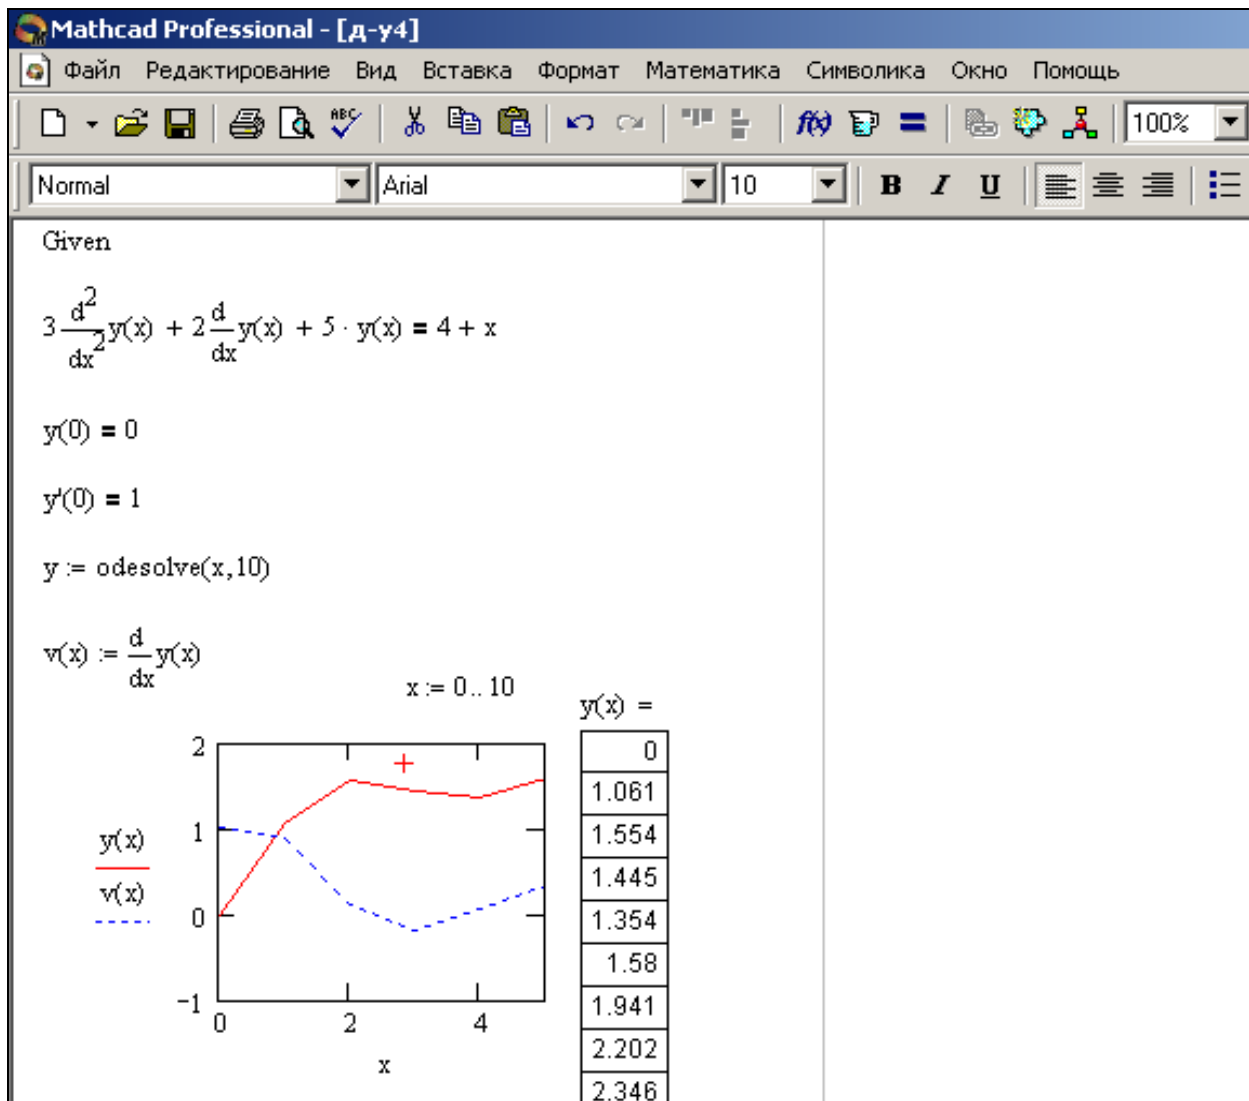 Mathcad Professional - [д-у4]
Файл Редактирование Вид Вставка Формат Математика Символика Окно Помощь
ABC f(x) 100%
Normal Arial 10 B I U
Given
3 d²/dx² y(x) + 2 d/dx y(x) + 5 · y(x) = 4 + x
y(0) = 0
y'(0) = 1
y := odesolve(x,10)
v(x) := d/dx y(x)
x := 0.. 10
y(x) =
0
1.061
1.554
1.445
1.354
1.58
1.941
2.202
2.346
y(x)
v(x)
2
1
0
−1
0 2 4
x